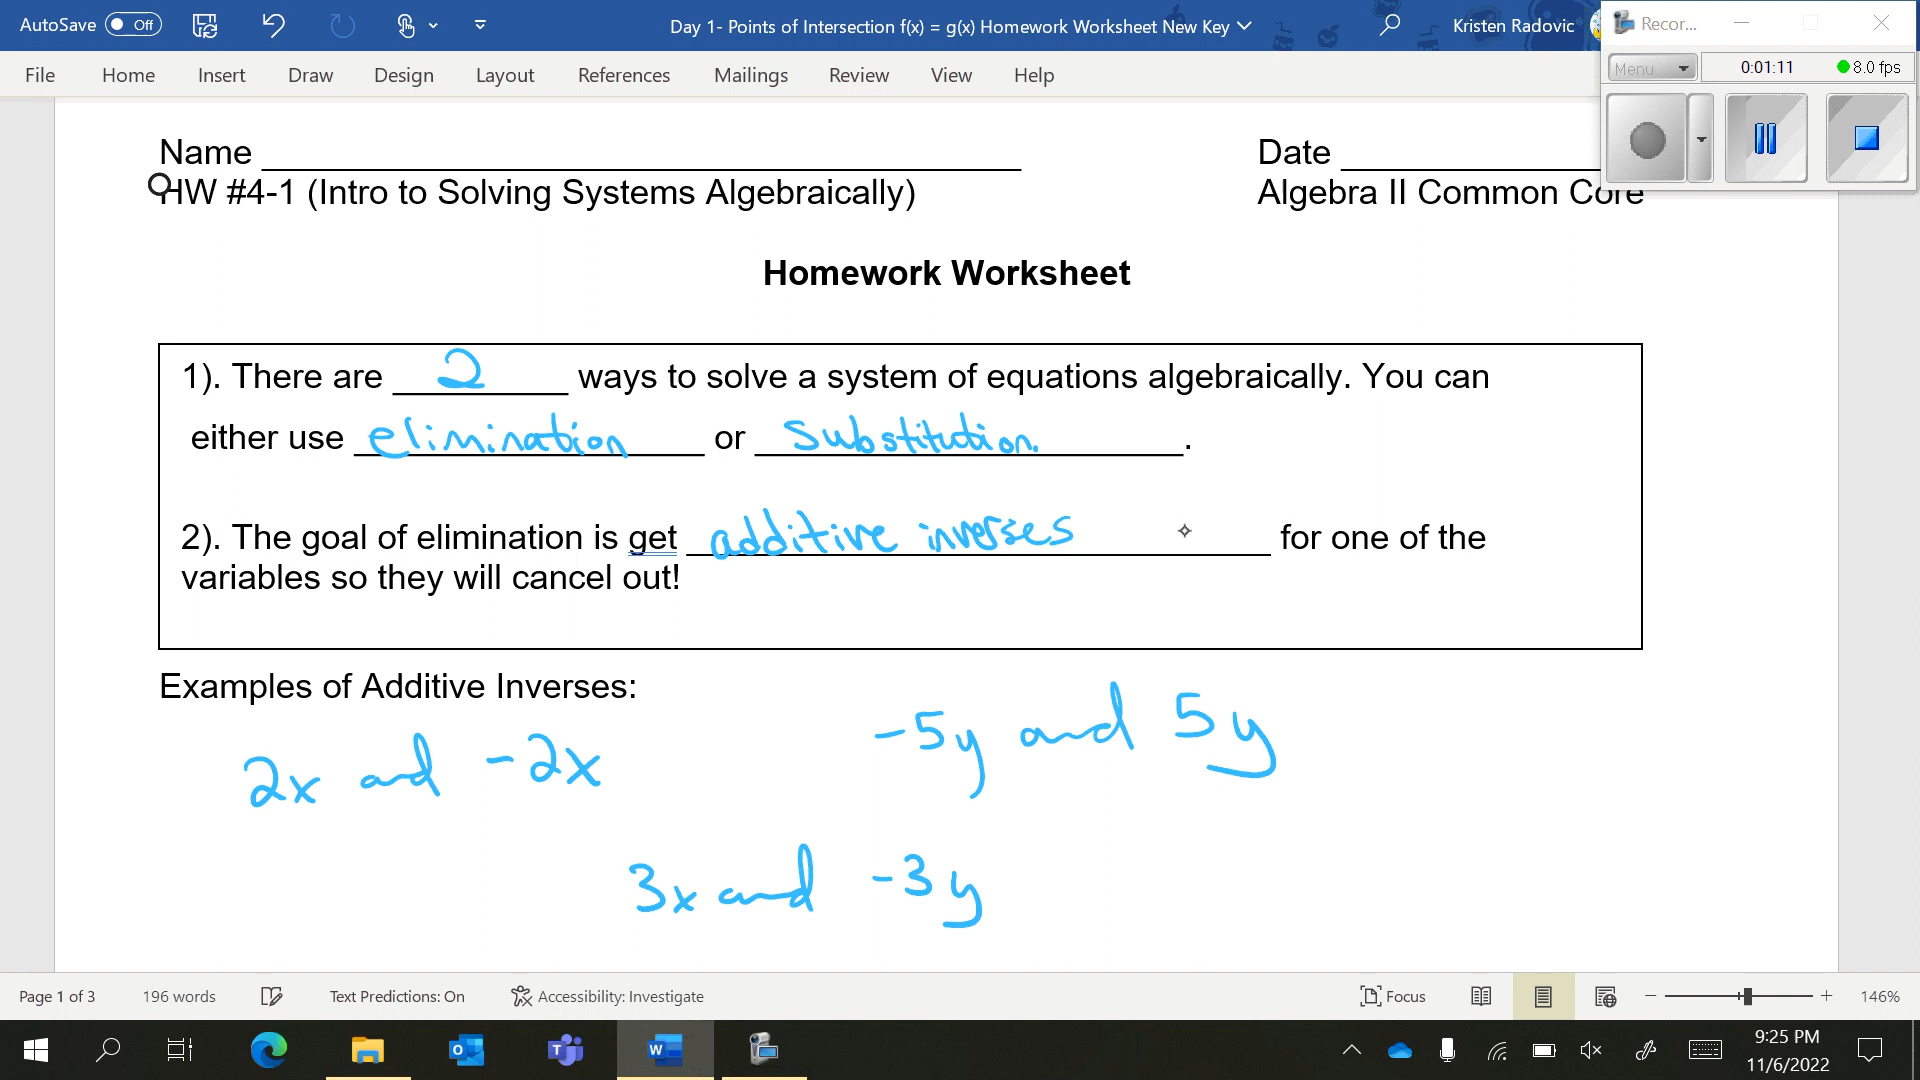 AutoSave Off Day 1- Points of Intersection f(x) = g(x) Homework Worksheet New Key Kristen Radovic
Recor...
File Home Insert Draw Design Layout References Mailings Review View Help
Menu 0:01:11 8.0 fps
Name ____ Date ____
HW #4-1 (Intro to Solving Systems Algebraically) Algebra II Common Core
Homework Worksheet
1). There are 2 ways to solve a system of equations algebraically. You can
either use elimination or substitution. .
2). The goal of elimination is get additive inverses for one of the
variables so they will cancel out!
Examples of Additive Inverses:
2x and -2x -5y and 5y
3x and -3y
Page 1 of 3 196 words Text Predictions: On Accessibility: Investigate Focus 146%
9:25 PM
11/6/2022